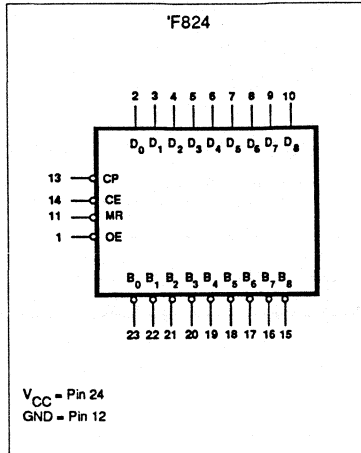 'F824
2 3 4 5 6 7 8 9 10
D0 D1 D2 D3 D4 D5 D6 D7 D8
13 CP
14 CE
11 MR
1 OE
B0 B1 B2 B3 B4 B5 B6 B7 B8
23 22 21 20 19 18 17 16 15
VCC = Pin 24
GND = Pin 12